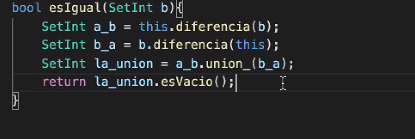 bool esIgual(SetInt b){
SetInt a_b = this.diferencia(b);
SetInt b_a = b.diferencia(this);
SetInt la_union = a_b.union_(b_a);
return la_union.esVacio();
}